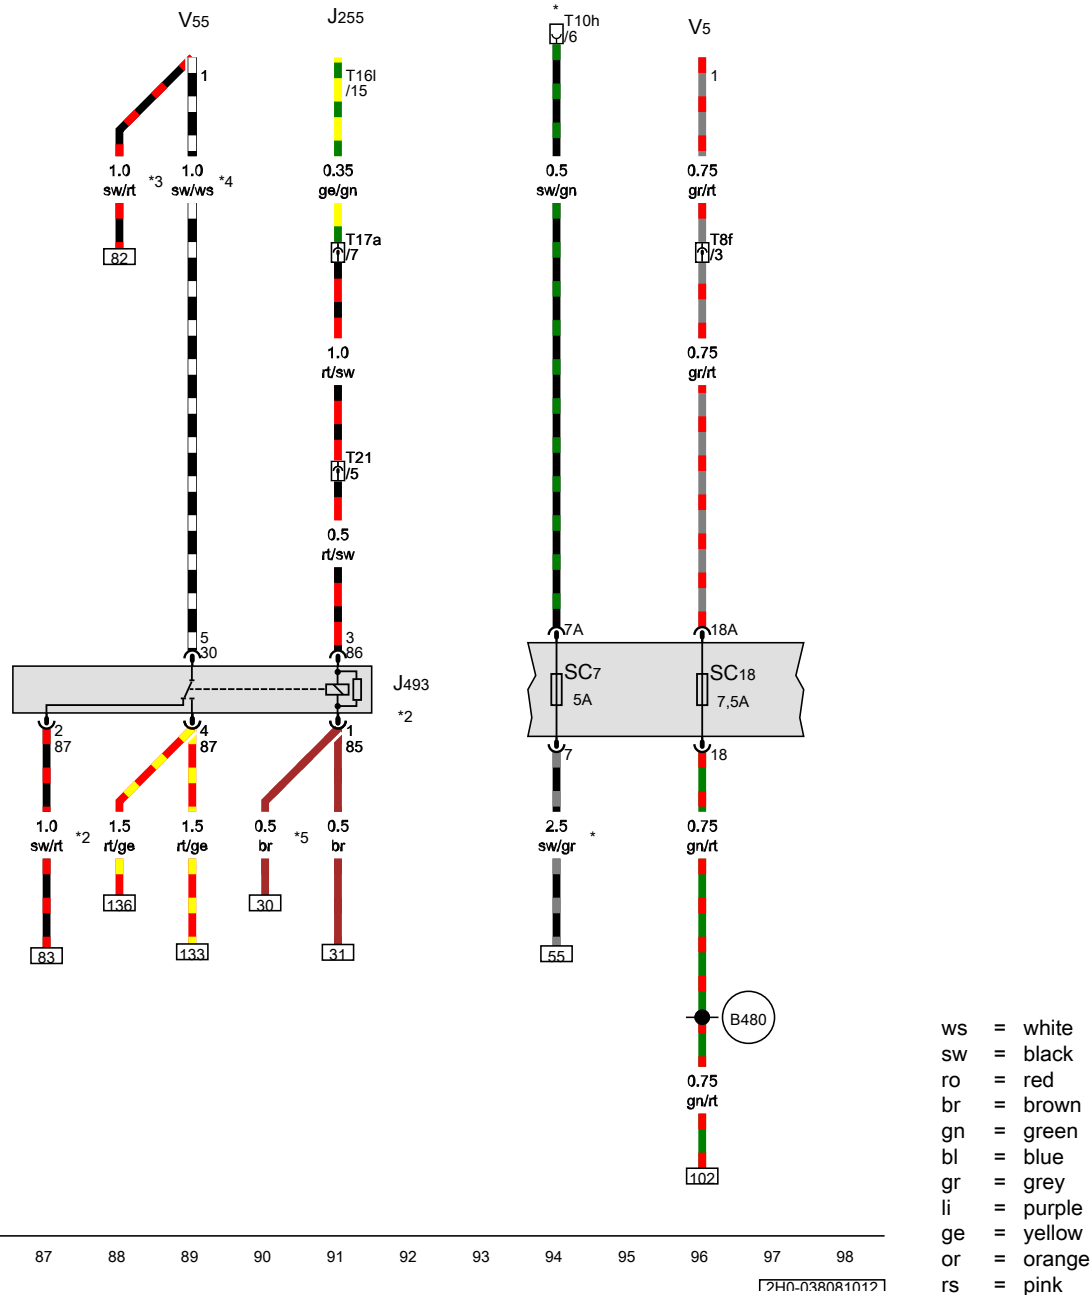 V55
J255
*
T10h
/6
V5
1
T16l
/15
1
1.0
sw/rt
*3
1.0
sw/ws
*4
0.35
ge/gn
0.5
sw/gn
0.75
gr/rt
82
T17a
/7
T8f
/3
1.0
rt/sw
0.75
gr/rt
T21
/5
0.5
rt/sw
5
30
3
86
7A
18A
J493
*2
SC7
5A
SC18
7,5A
2
87
4
87
1
85
7
18
1.0
sw/rt
*2
1.5
rt/ge
1.5
rt/ge
0.5
br
*5
0.5
br
2.5
sw/gr
*
0.75
gn/rt
136
30
83
133
31
55
B480
0.75
gn/rt
102
ws = white
sw = black
ro = red
br = brown
gn = green
bl = blue
gr = grey
li = purple
ge = yellow
or = orange
rs = pink
87 88 89 90 91 92 93 94 95 96 97 98
2H0-038081012